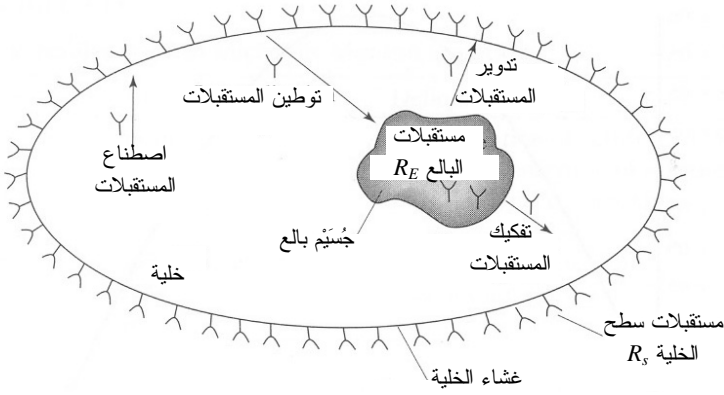 تدوير
المستقبلات
توطين المستقبلات
مستقبلات
البالع R_E
اصطناع
المستقبلات
تفكيك
المستقبلات
جُسَيْم بالع
خلية
مستقبلات سطح
الخلية R_s
غشاء الخلية